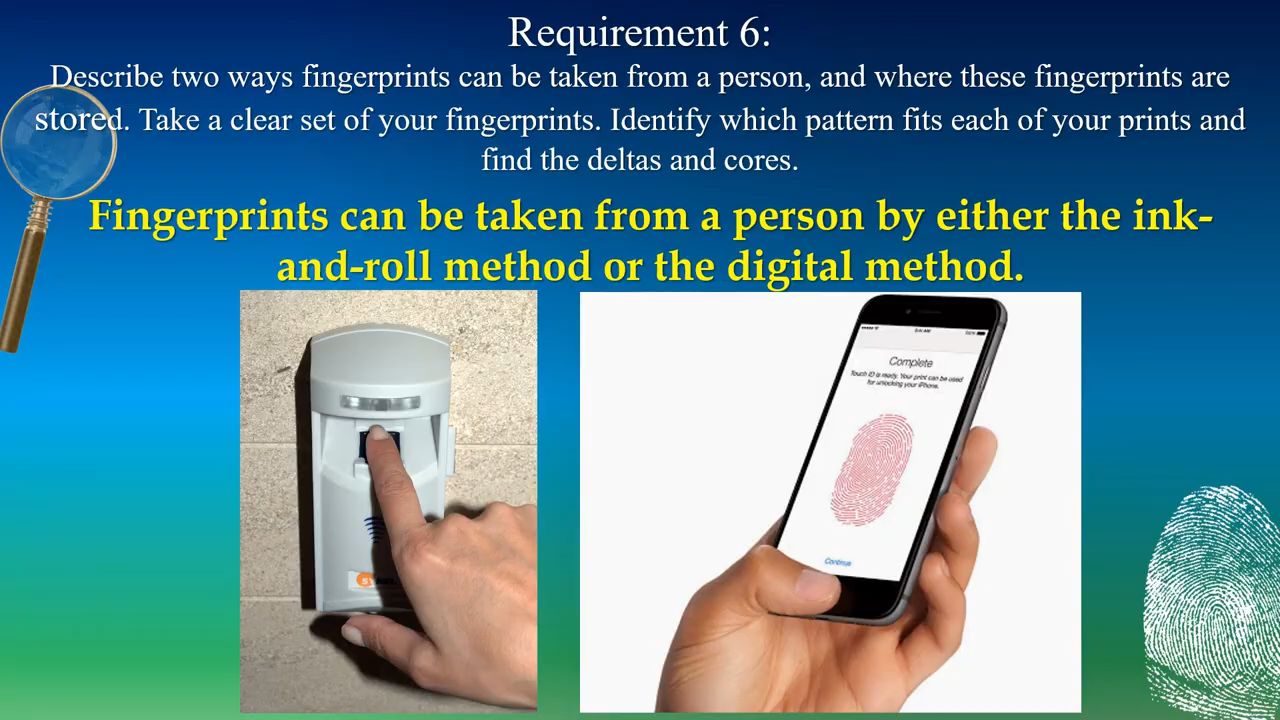 Requirement 6:
Describe two ways fingerprints can be taken from a person, and where these fingerprints are
stored. Take a clear set of your fingerprints. Identify which pattern fits each of your prints and
find the deltas and cores.
Fingerprints can be taken from a person by either the ink-
and-roll method or the digital method.
Complete
Touch ID is ready. Your print can be used
for unlocking your iPhone.
Continue